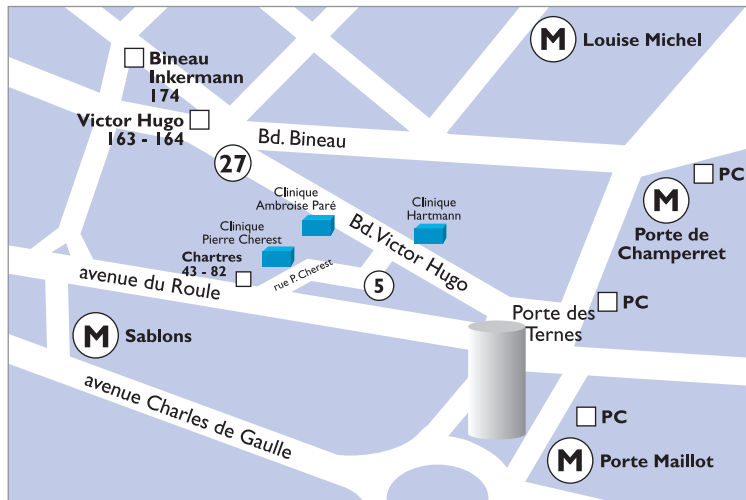 M
Louise Michel
Bineau
Inkermann
174
Victor Hugo
163 - 164
Bd. Bineau
27
PC
Clinique
Ambroise Paré
Clinique
Hartmann
M
Porte de
Champerret
Clinique
Pierre Cherest
Bd. Victor Hugo
Chartres
43 - 82
rue P. Cherest
5
avenue du Roule
PC
Porte des
Ternes
M
Sablons
avenue Charles de Gaulle
PC
M
Porte Maillot